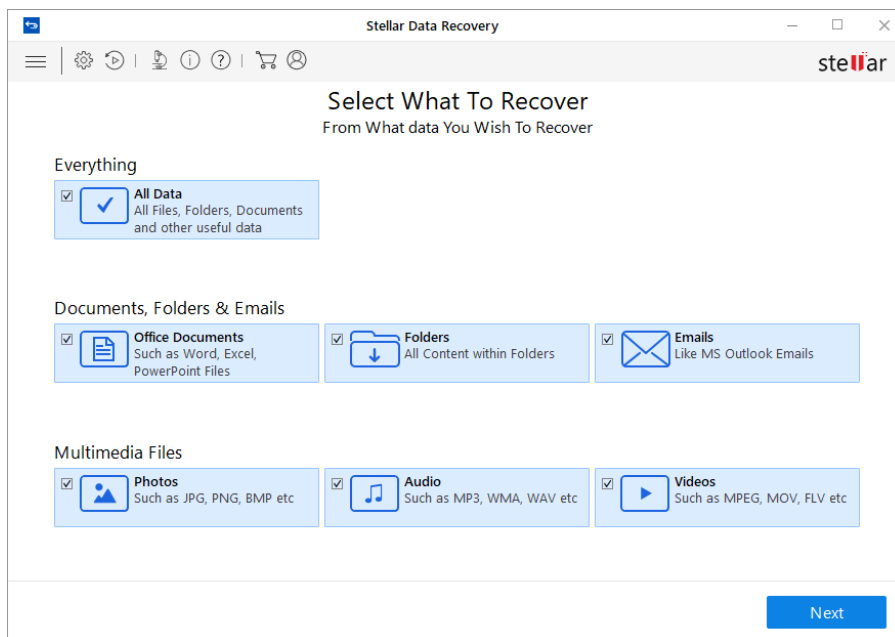 Stellar Data Recovery
stellar
Select What To Recover
From What data You Wish To Recover
Everything
All Data
All Files, Folders, Documents
and other useful data
Documents, Folders & Emails
Office Documents
Such as Word, Excel,
PowerPoint Files
Folders
All Content within Folders
Emails
Like MS Outlook Emails
Multimedia Files
Photos
Such as JPG, PNG, BMP etc
Audio
Such as MP3, WMA, WAV etc
Videos
Such as MPEG, MOV, FLV etc
Next